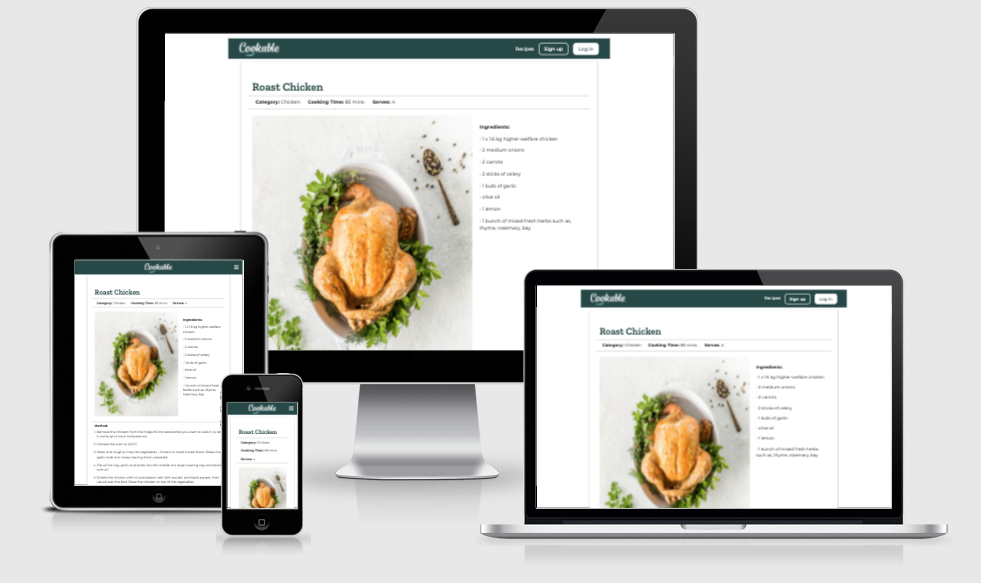 Cookable
Recipes Sign up Log in
Roast Chicken
Category: Chicken Cooking Time: 85 mins Serves: 4
Ingredients:
- 1 x 1.6 kg higher-welfare chicken
- 2 medium onions
- 2 carrots
- 2 sticks of celery
- 1 bulb of garlic
- olive oil
- 1 lemon
- 1 bunch of mixed fresh herbs such as,
thyme, rosemary, bay
Cookable
Roast Chicken
Category: Chicken Cooking Time: 85 mins Serves: 4
Ingredients:
- 1 x 1.6 kg higher-welfare
chicken
- 2 medium onions
- 2 carrots
- 2 sticks of celery
- 1 bulb of garlic
- olive oil
- 1 lemon
- 1 bunch of mixed fresh
herbs such as, thyme,
rosemary, bay
Method:
Cookable
Roast Chicken
Category: Chicken
Cooking Time: 85 mins
Serves: 4
Cookable
Recipes Sign up Log in
Roast Chicken
Category: Chicken Cooking Time: 85 mins Serves: 4
Ingredients:
- 1 x 1.6 kg higher-welfare chicken
- 2 medium onions
- 2 carrots
- 2 sticks of celery
- 1 bulb of garlic
- olive oil
- 1 lemon
- 1 bunch of mixed fresh herbs
such as, thyme, rosemary, bay